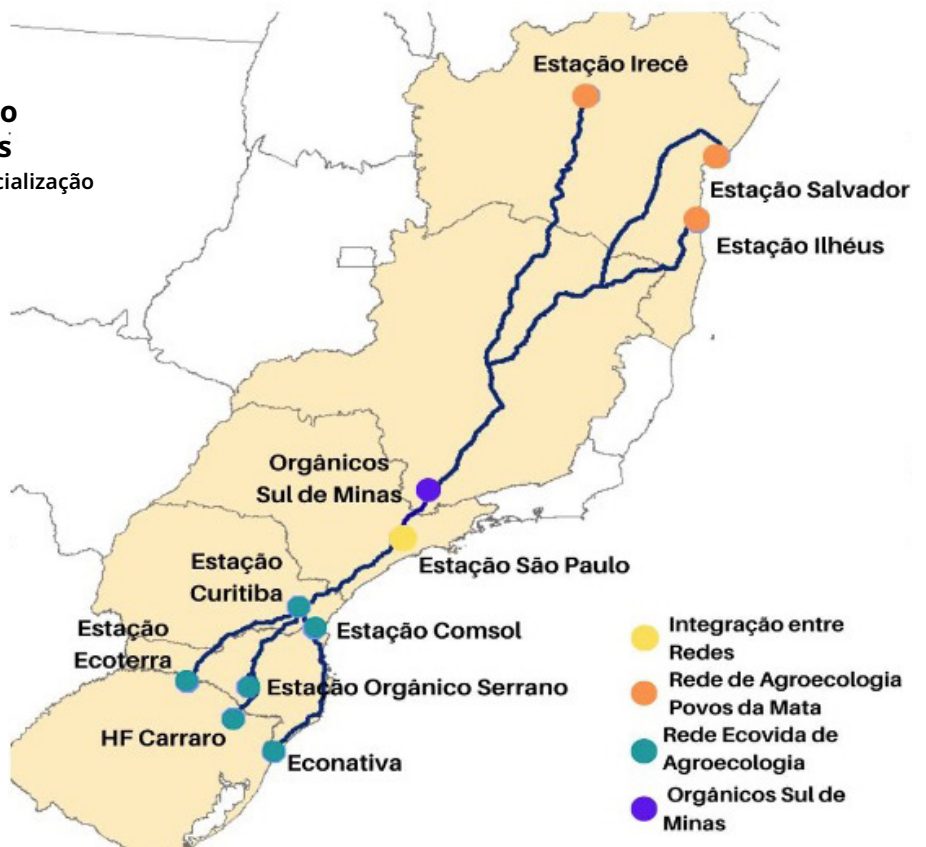 o
s
cialização
Estação Irecê
Estação Salvador
Estação Ilhéus
Orgânicos
Sul de Minas
Estação São Paulo
Estação
Curitiba
Estação
Ecoterra
Estação Comsol
Estação Orgânico Serrano
HF Carraro
Econativa
Integração entre
Redes
Rede de Agroecologia
Povos da Mata
Rede Ecovida de
Agroecologia
Orgânicos Sul de
Minas